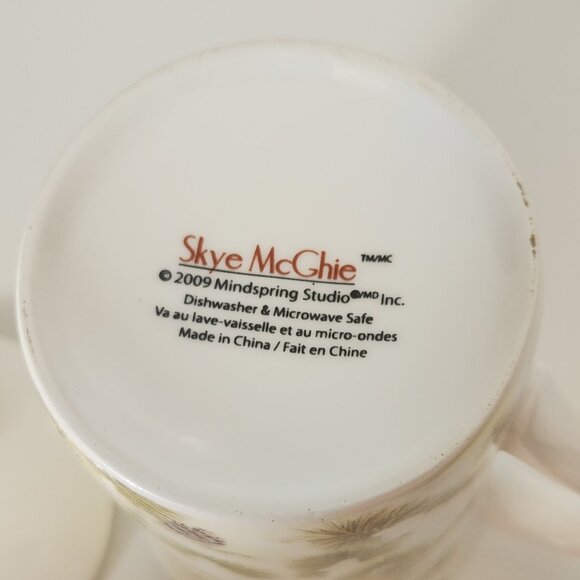 Skye McGhie TM/MC
© 2009 Mindspring Studio®/MD Inc.
Dishwasher & Microwave Safe
Va au lave-vaisselle et au micro-ondes
Made in China / Fait en Chine